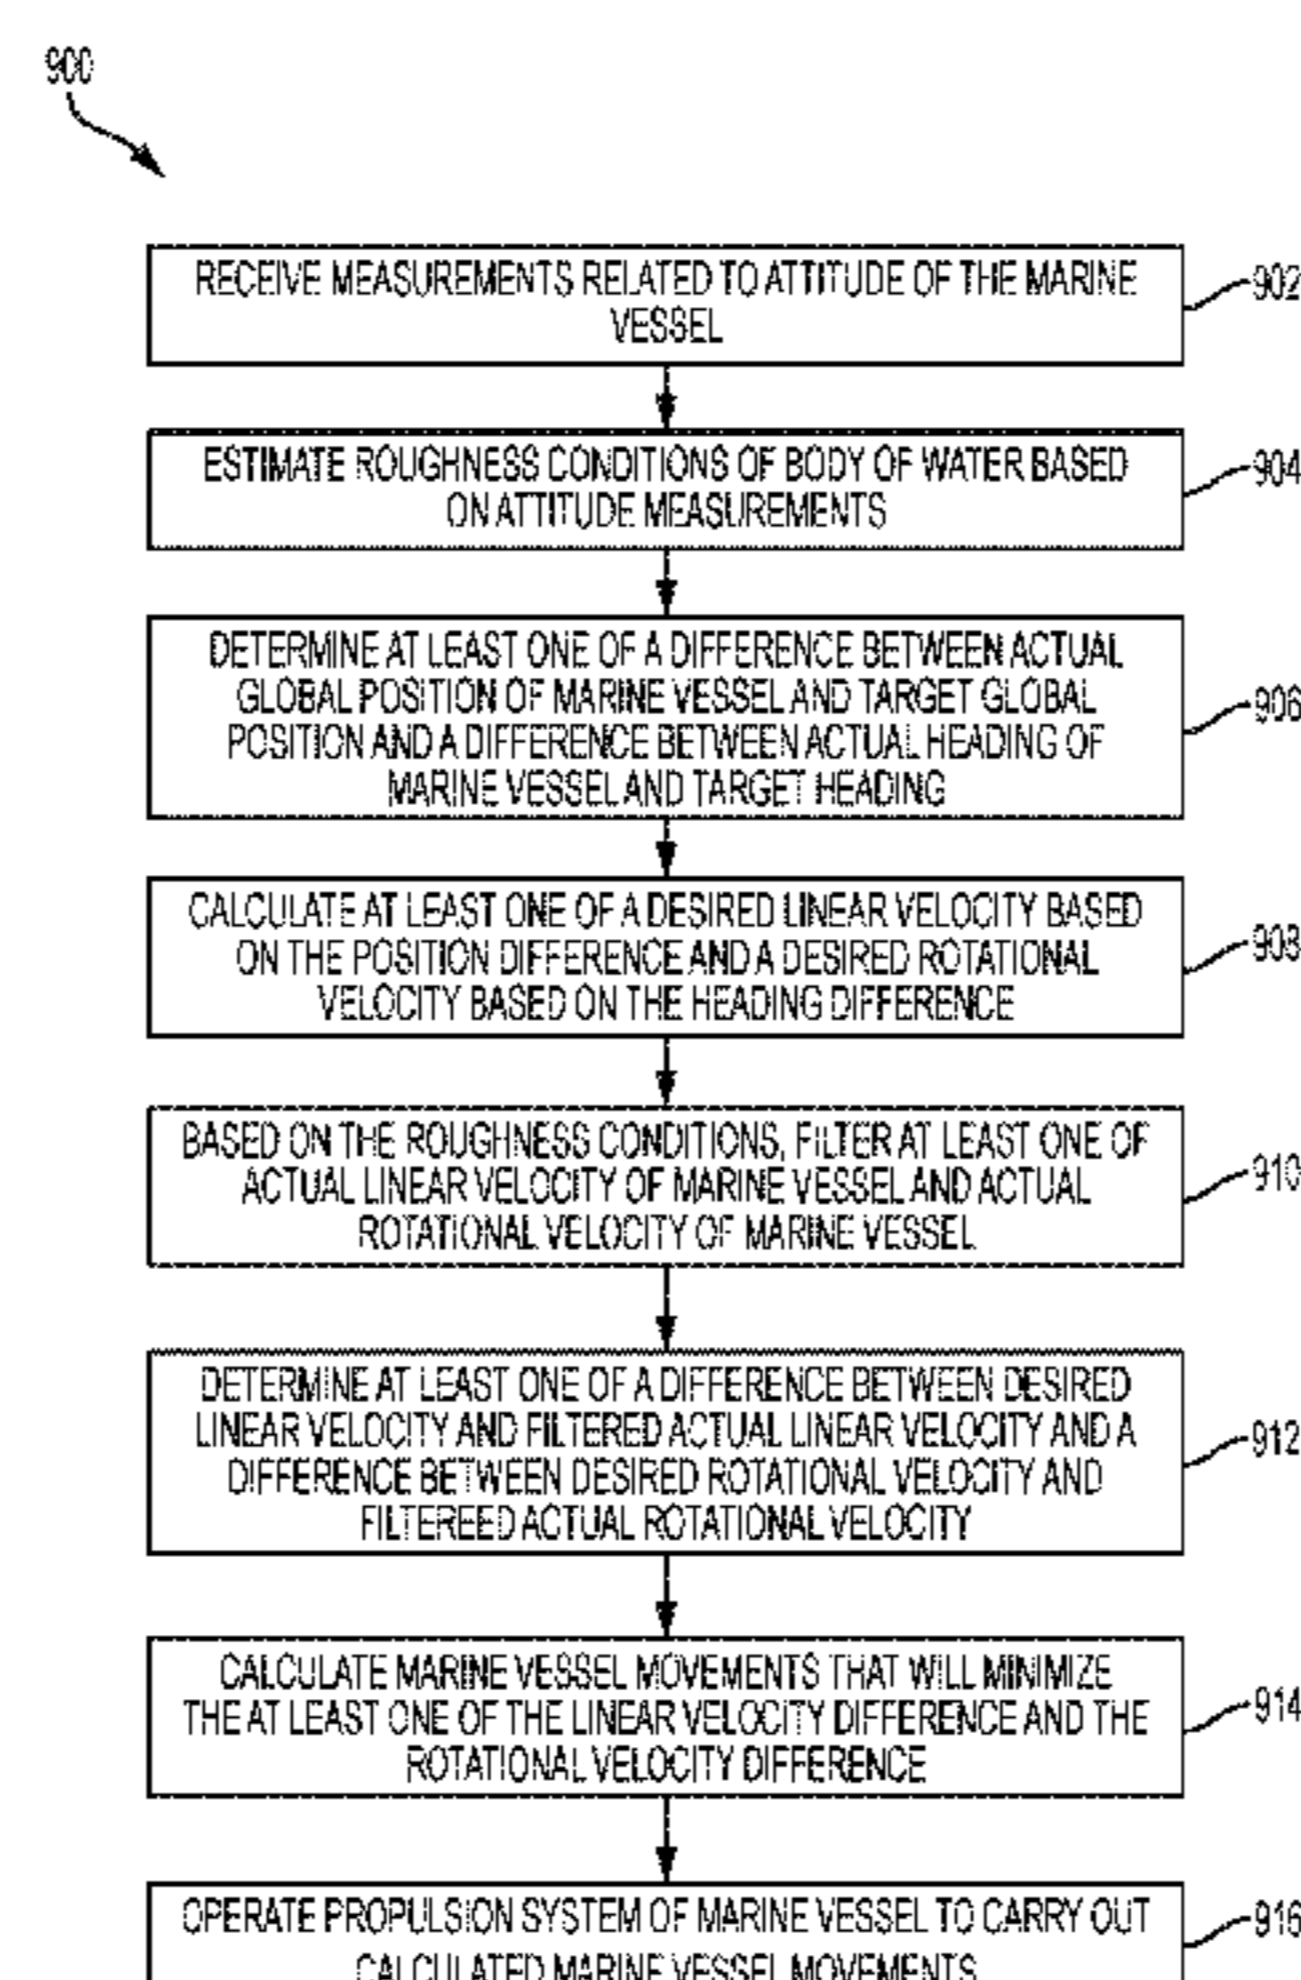 900
RECEIVE MEASUREMENTS RELATED TO ATTITUDE OF THE MARINE
VESSEL
902
ESTIMATE ROUGHNESS CONDITIONS OF BODY OF WATER BASED
ON ATTITUDE MEASUREMENTS
904
DETERMINE AT LEAST ONE OF A DIFFERENCE BETWEEN ACTUAL
GLOBAL POSITION OF MARINE VESSEL AND TARGET GLOBAL
POSITION AND A DIFFERENCE BETWEEN ACTUAL HEADING OF
MARINE VESSEL AND TARGET HEADING
906
CALCULATE AT LEAST ONE OF A DESIRED LINEAR VELOCITY BASED
ON THE POSITION DIFFERENCE AND A DESIRED ROTATIONAL
VELOCITY BASED ON THE HEADING DIFFERENCE
908
BASED ON THE ROUGHNESS CONDITIONS, FILTER AT LEAST ONE OF
ACTUAL LINEAR VELOCITY OF MARINE VESSEL AND ACTUAL
ROTATIONAL VELOCITY OF MARINE VESSEL
910
DETERMINE AT LEAST ONE OF A DIFFERENCE BETWEEN DESIRED
LINEAR VELOCITY AND FILTERED ACTUAL LINEAR VELOCITY AND A
DIFFERENCE BETWEEN DESIRED ROTATIONAL VELOCITY AND
FILTEREED ACTUAL ROTATIONAL VELOCITY
912
CALCULATE MARINE VESSEL MOVEMENTS THAT WILL MINIMIZE
THE AT LEAST ONE OF THE LINEAR VELOCITY DIFFERENCE AND THE
ROTATIONAL VELOCITY DIFFERENCE
914
OPERATE PROPULSION SYSTEM OF MARINE VESSEL TO CARRY OUT
CALCULATED MARINE VESSEL MOVEMENTS
916